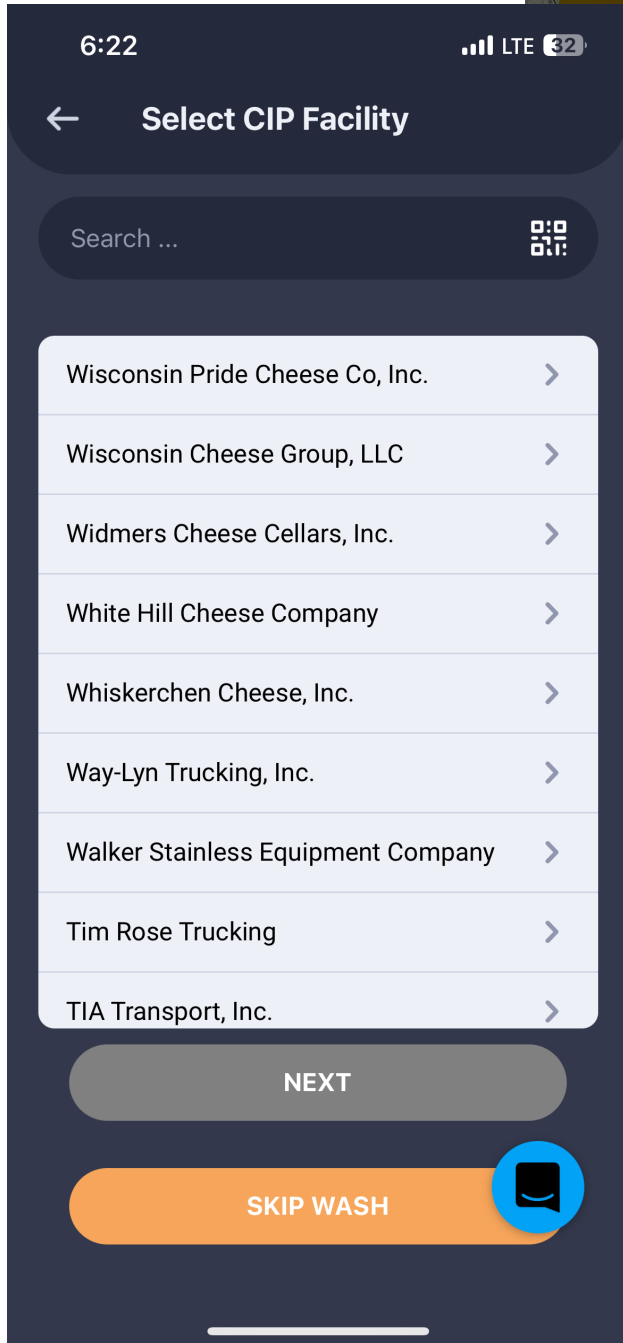 6:22
LTE 32
Select CIP Facility
Search ...
Wisconsin Pride Cheese Co, Inc.
Wisconsin Cheese Group, LLC
Widmers Cheese Cellars, Inc.
White Hill Cheese Company
Whiskerchen Cheese, Inc.
Way-Lyn Trucking, Inc.
Walker Stainless Equipment Company
Tim Rose Trucking
TIA Transport, Inc.
NEXT
SKIP WASH